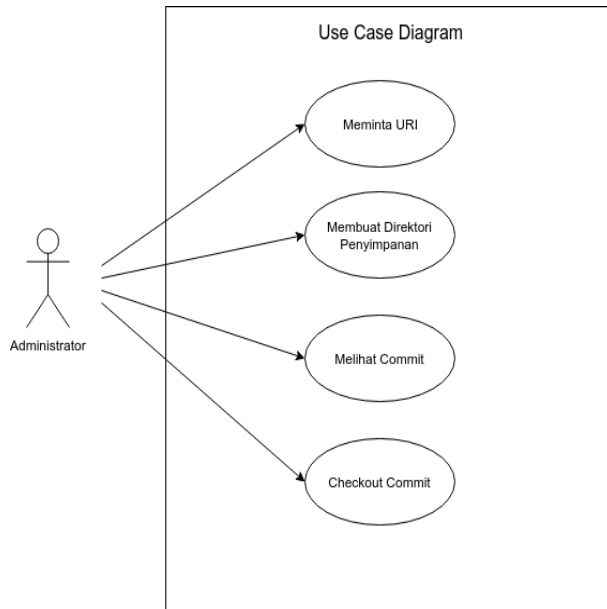 Use Case Diagram
Meminta URI
Membuat Direktori
Penyimpanan
Administrator
Melihat Commit
Checkout Commit